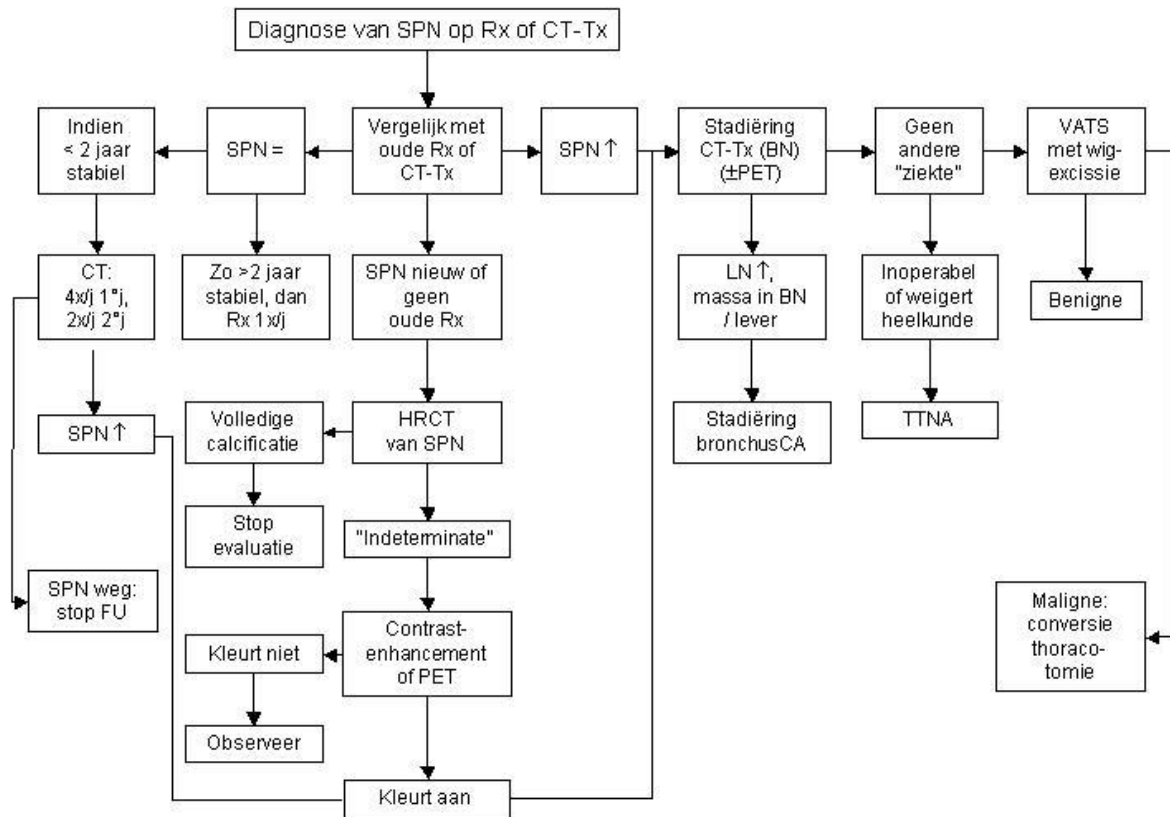 Diagnose van SPN op Rx of CT-Tx
Indien
< 2 jaar
stabiel
SPN =
Vergelijk met
oude Rx of
CT-Tx
SPN ↑
Stadiëring
CT-Tx (BN)
(±PET)
Geen
andere
"ziekte"
VATS
met wig-
excissie
CT:
4x/j 1°j,
2x/j 2°j
Zo >2 jaar
stabiel, dan
Rx 1x/j
SPN nieuw of
geen
oude Rx
LN ↑,
massa in BN
/ lever
Inoperabel
of weigert
heelkunde
Benigne
SPN ↑
Volledige
calcificatie
HRCT
van SPN
Stadiëring
bronchusCA
TTNA
Stop
evaluatie
"Indeterminate"
SPN weg:
stop FU
Kleurt niet
Contrast-
enhancement
of PET
Maligne:
conversie
thoraco-
tomie
Observeer
Kleurt aan